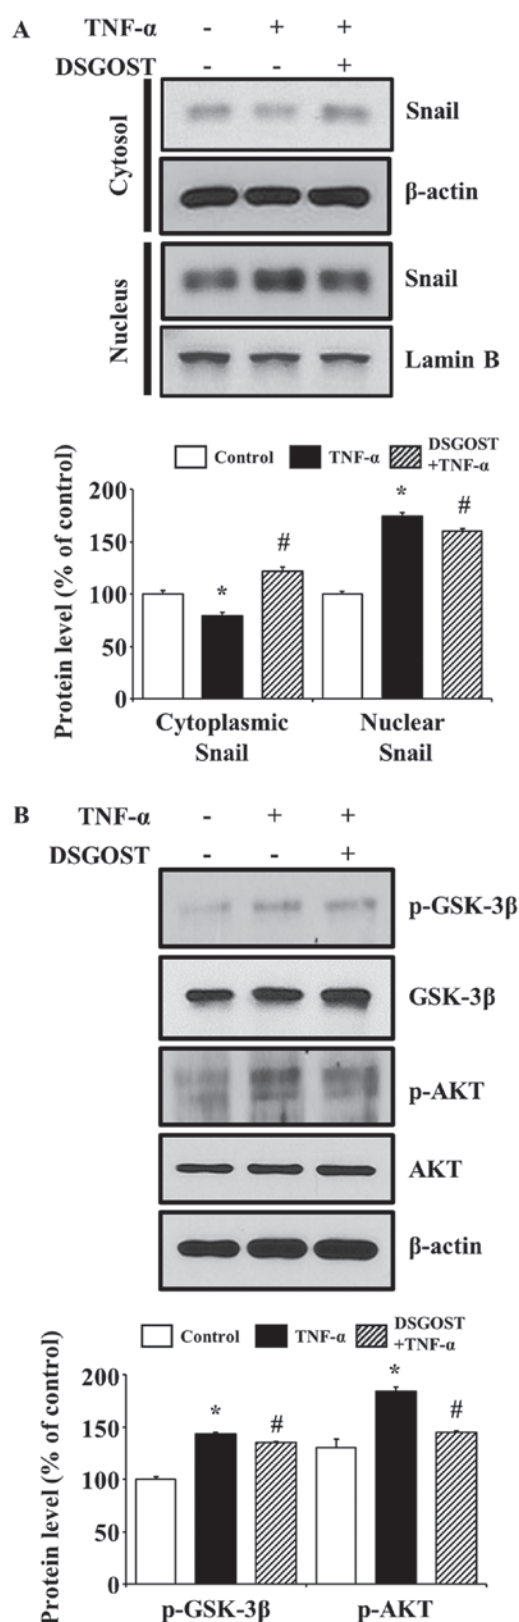 A
TNF-α - + +
DSGOST - - +
Cytosol
Snail
β-actin
Nucleus
Snail
Lamin B
Control TNF-α DSGOST
+TNF-α
Protein level (% of control)
200
150
100
50
0
* # * #
Cytoplasmic Nuclear
Snail Snail
B
TNF-α - + +
DSGOST - - +
p-GSK-3β
GSK-3β
p-AKT
AKT
β-actin
Control TNF-α DSGOST
+TNF-α
Protein level (% of control)
200
150
100
50
0
* # * #
p-GSK-3β p-AKT